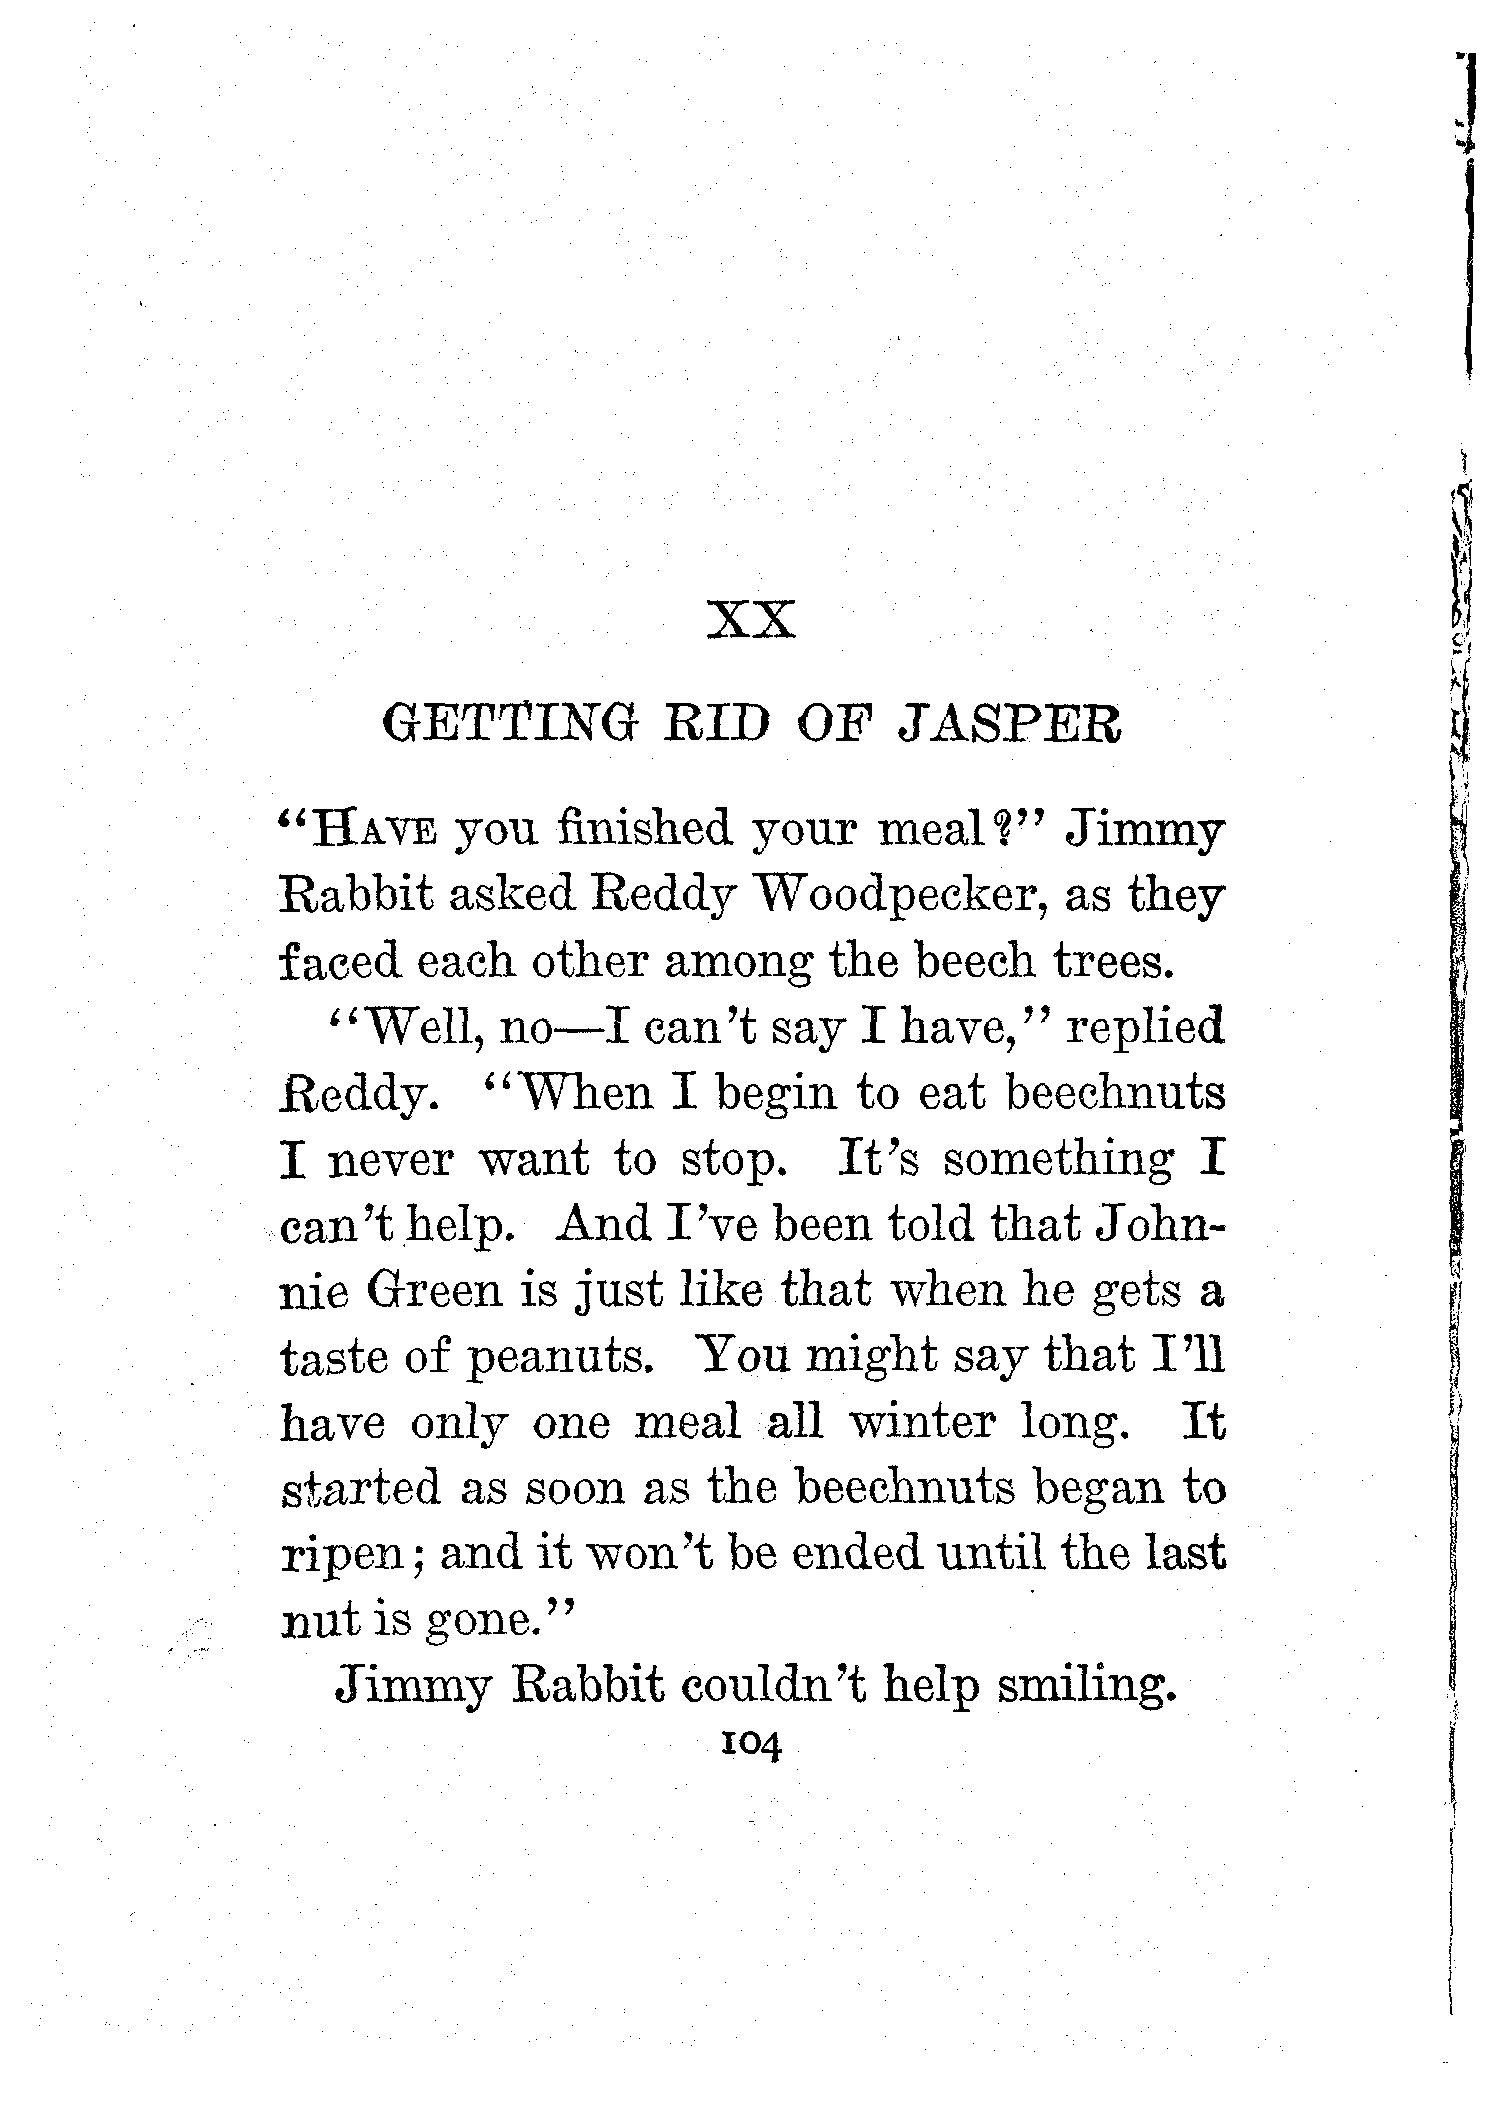 XX
GETTING RID OF JASPER
“HAVE you finished your meal?” Jimmy
Rabbit asked Reddy Woodpecker, as they
faced each other among the beech trees.
“Well, no—I can’t say I have,” replied
Reddy. “When I begin to eat beechnuts
I never want to stop. It’s something I
can’t help. And I’ve been told that John-
nie Green is just like that when he gets a
taste of peanuts. You might say that I’ll
have only one meal all winter long. It
started as soon as the beechnuts began to
ripen; and it won’t be ended until the last
nut is gone.”
Jimmy Rabbit couldn’t help smiling.
104